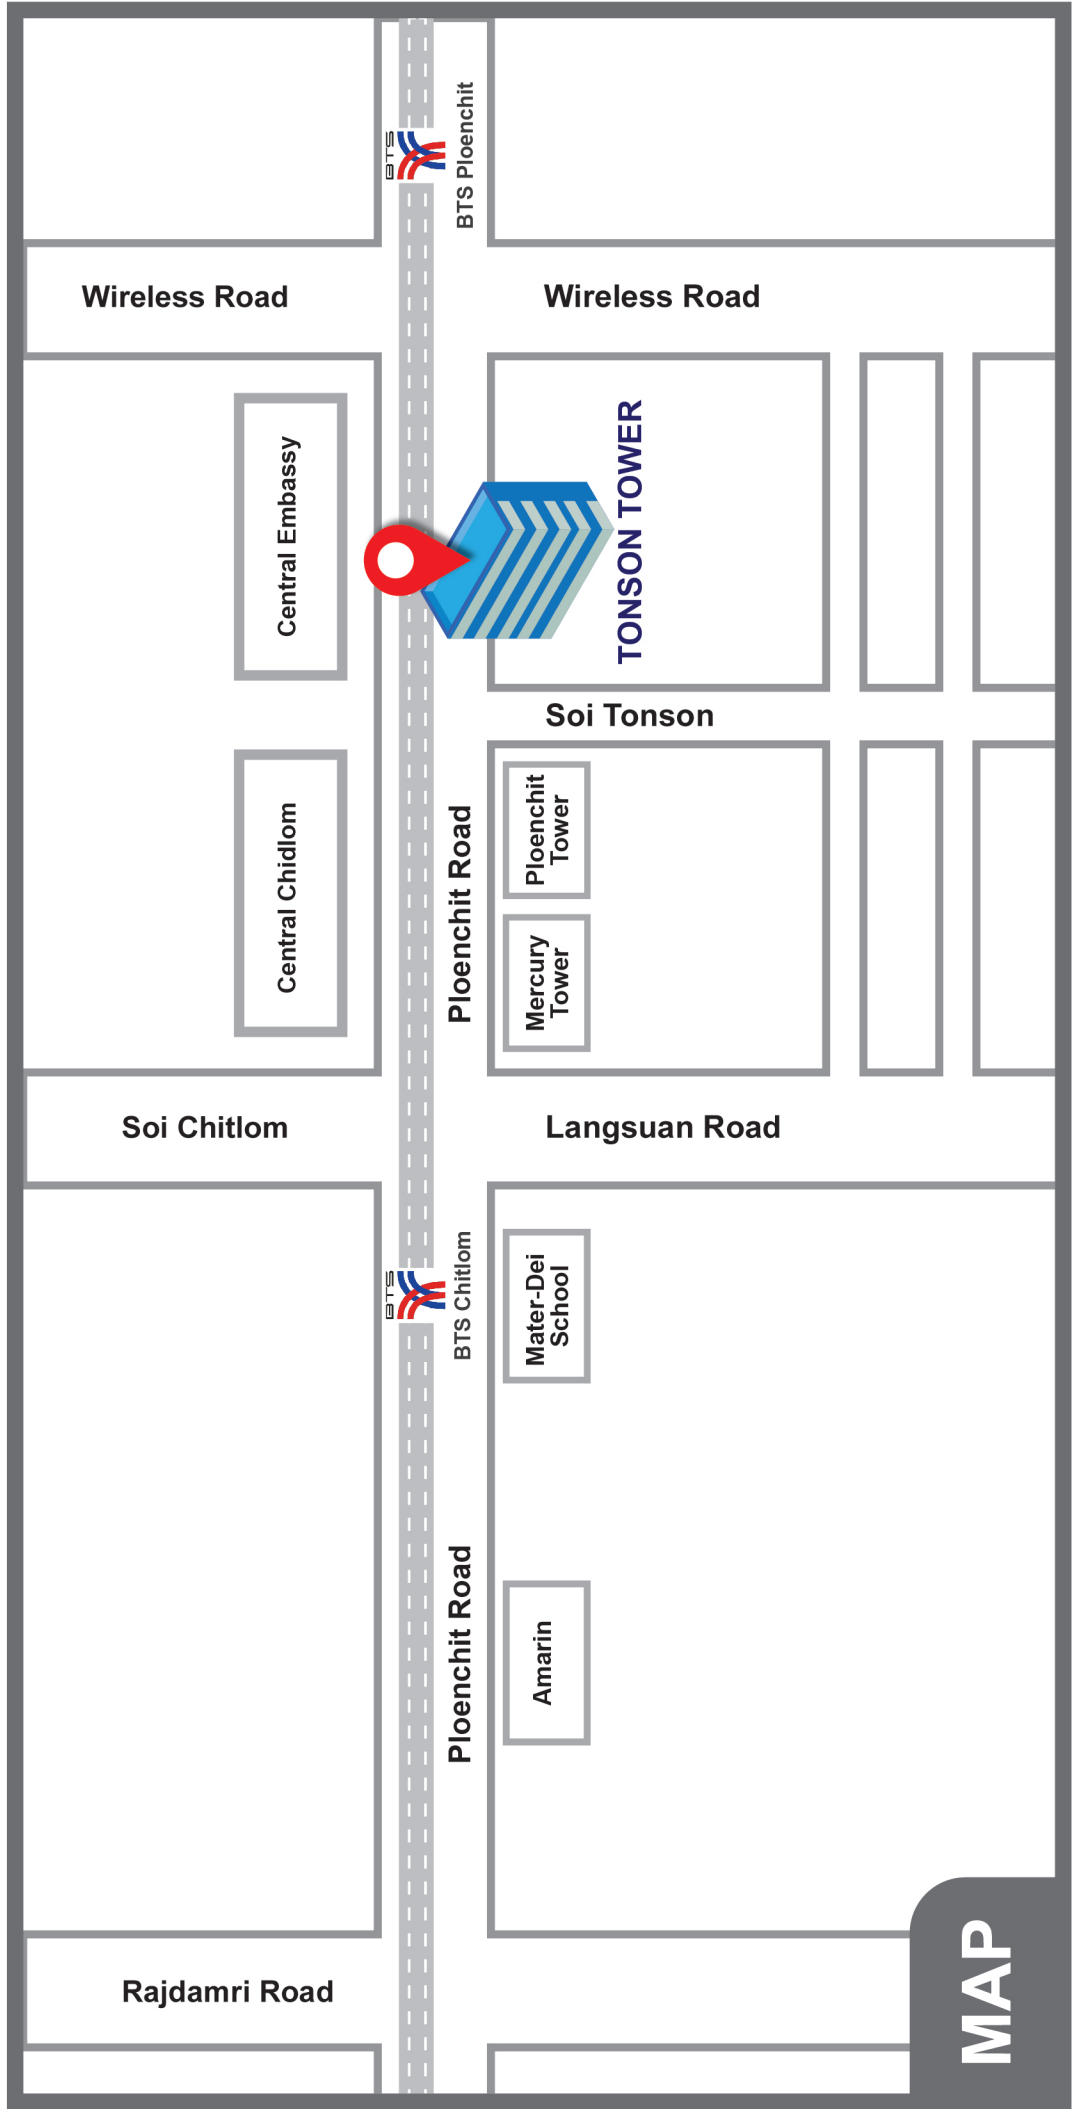 BTS
BTS Ploenchit
Wireless Road
Wireless Road
Central Embassy
TONSON TOWER
Soi Tonson
Central Chidlom
Ploenchit Road
Ploenchit
Tower
Mercury
Tower
Soi Chitlom
Langsuan Road
BTS
BTS Chitlom
Mater-Dei
School
Ploenchit Road
Amarin
Rajdamri Road
MAP